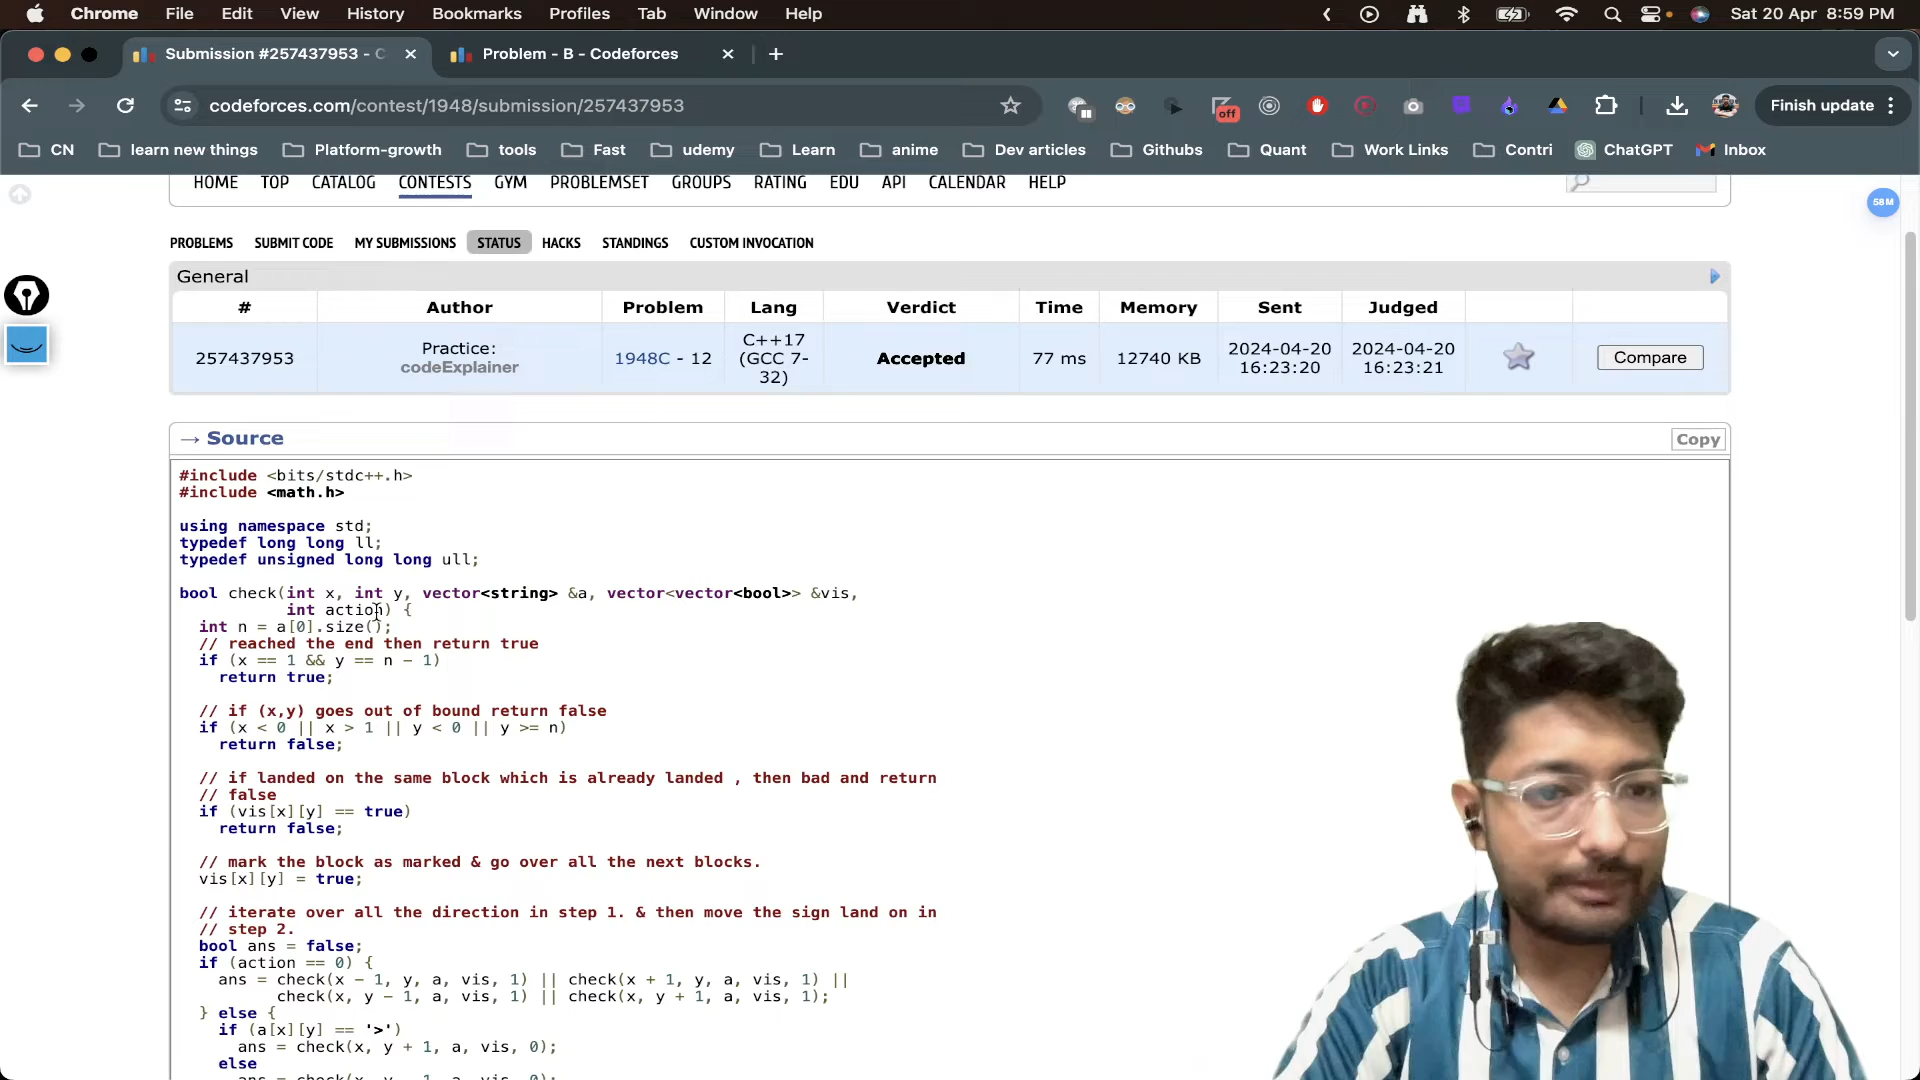 Chrome File Edit View History Bookmarks Profiles Tab Window Help Sat 20 Apr 8:59 PM
Submission #257437953 - C Problem - B - Codeforces
codeforces.com/contest/1948/submission/257437953 off Finish update
CN learn new things Platform-growth tools Fast udemy Learn anime Dev articles Githubs Quant Work Links Contri ChatGPT Inbox
HOME TOP CATALOG CONTESTS GYM PROBLEMSET GROUPS RATING EDU API CALENDAR HELP
58M
PROBLEMS SUBMIT CODE MY SUBMISSIONS STATUS HACKS STANDINGS CUSTOM INVOCATION
General
# Author Problem Lang Verdict Time Memory Sent Judged
257437953 Practice: codeExplainer 1948C - 12 C++17 (GCC 7-32) Accepted 77 ms 12740 KB 2024-04-20 16:23:20 2024-04-20 16:23:21 Compare
→ Source Copy
#include <bits/stdc++.h>
#include <math.h>
using namespace std;
typedef long long ll;
typedef unsigned long long ull;
bool check(int x, int y, vector<string> &a, vector<vector<bool>> &vis,
int action) {
int n = a[0].size();
// reached the end then return true
if (x == 1 && y == n - 1)
return true;
// if (x,y) goes out of bound return false
if (x < 0 || x > 1 || y < 0 || y >= n)
return false;
// if landed on the same block which is already landed , then bad and return
// false
if (vis[x][y] == true)
return false;
// mark the block as marked & go over all the next blocks.
vis[x][y] = true;
// iterate over all the direction in step 1. & then move the sign land on in
// step 2.
bool ans = false;
if (action == 0) {
ans = check(x - 1, y, a, vis, 1) || check(x + 1, y, a, vis, 1) ||
check(x, y - 1, a, vis, 1) || check(x, y + 1, a, vis, 1);
} else {
if (a[x][y] == '>')
ans = check(x, y + 1, a, vis, 0);
else
ans = check(x, y - 1, a, vis, 0);